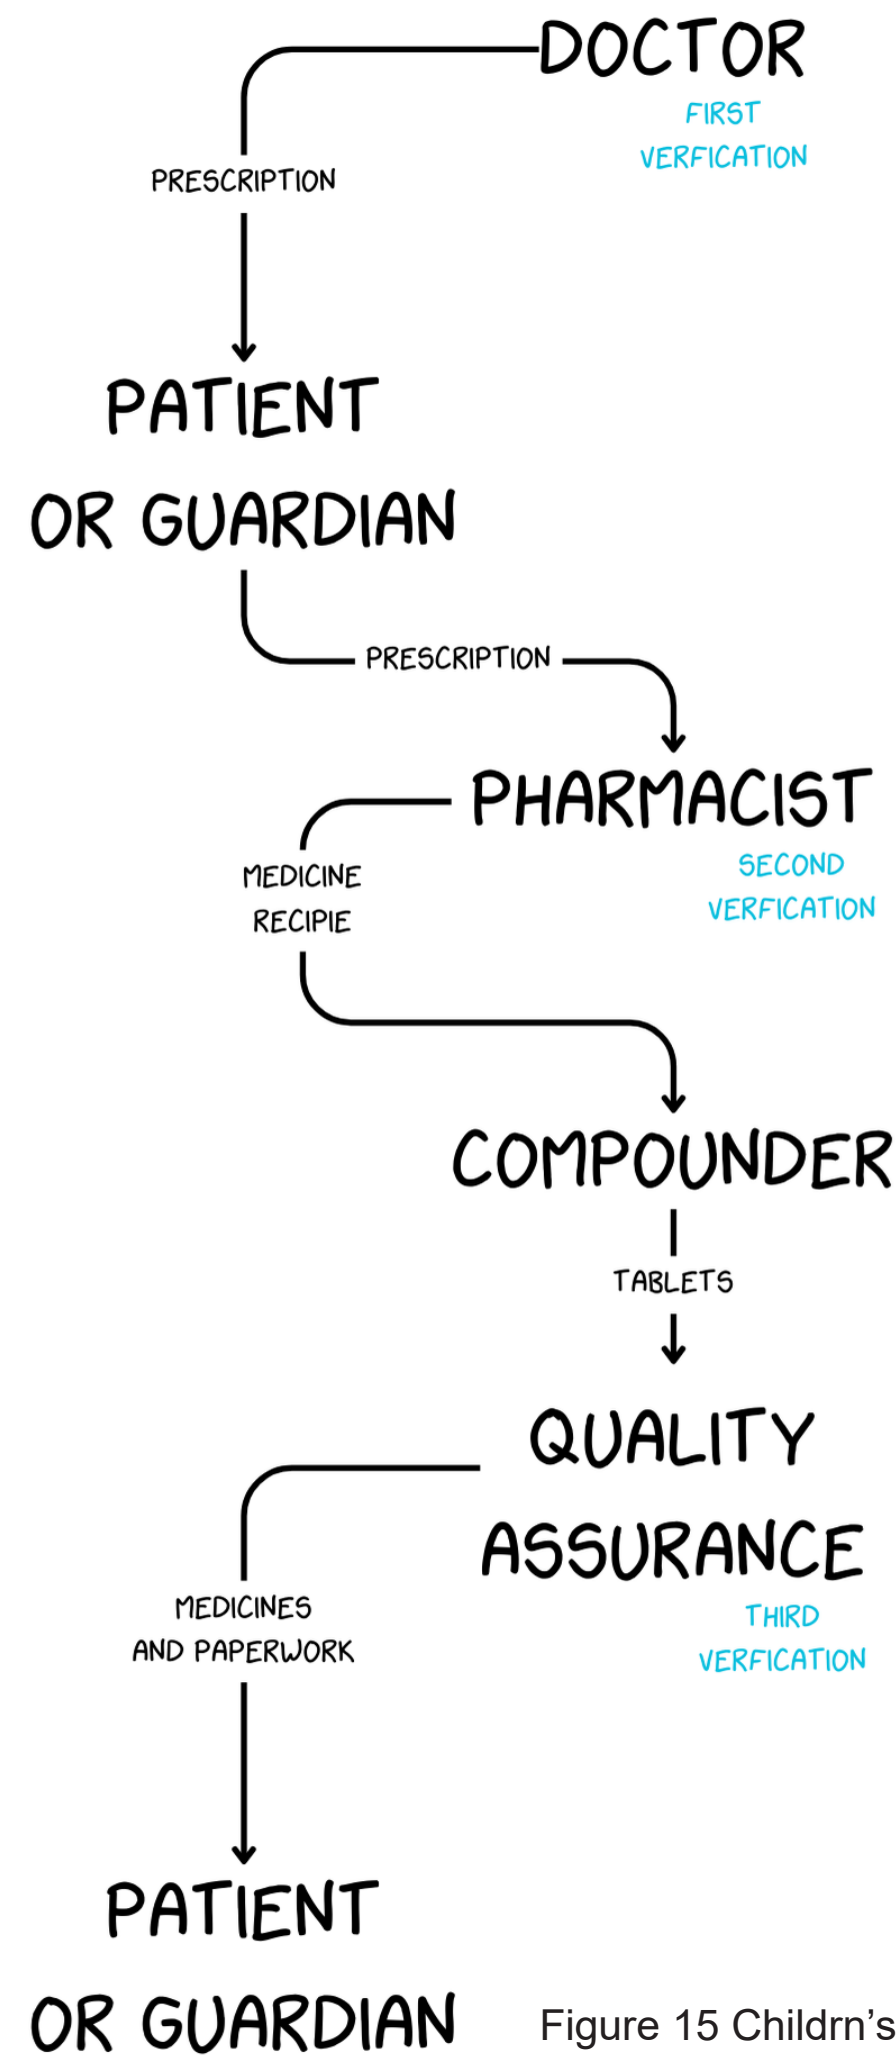 DOCTOR
FIRST
VERFICATION
PRESCRIPTION
PATIENT
OR GUARDIAN
PRESCRIPTION
PHARMACIST
SECOND
VERFICATION
MEDICINE
RECIPIE
COMPOUNDER
TABLETS
QUALITY
ASSURANCE
THIRD
VERFICATION
MEDICINES
AND PAPERWORK
PATIENT
OR GUARDIAN
Figure 15 Childrn's